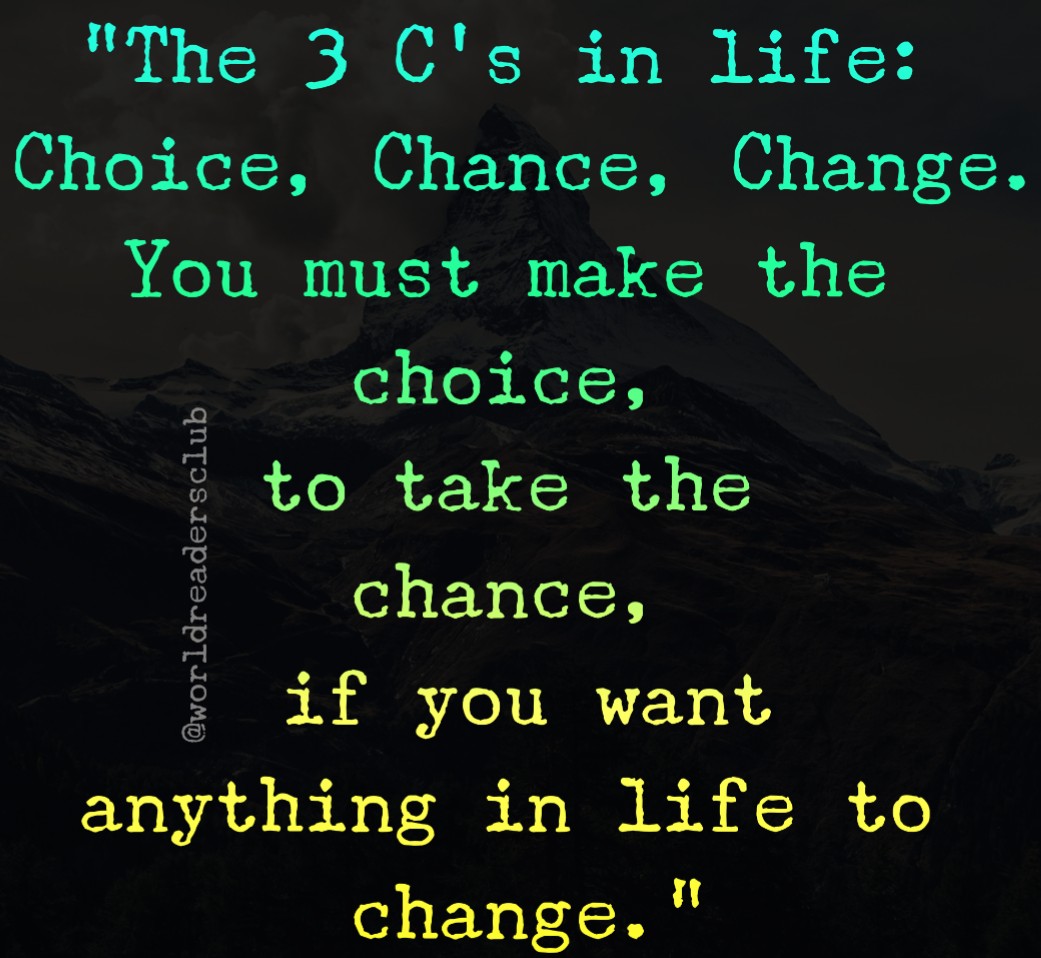 "The 3 C's in life:
Choice, Chance, Change.
You must make the
choice,
to take the
chance,
if you want
anything in life to
change."
@worldreadersclub